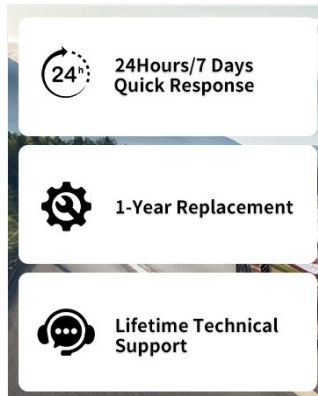 24h
24Hours/7 Days
Quick Response
1-Year Replacement
Lifetime Technical
Support